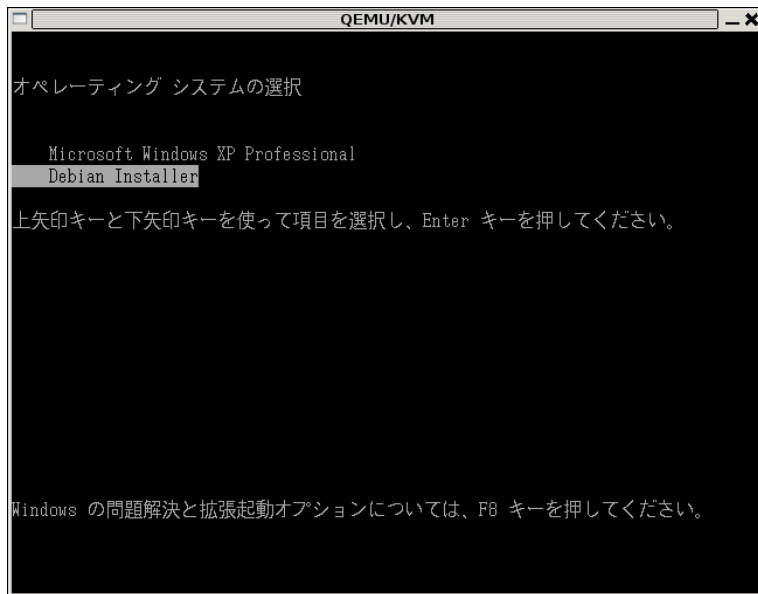 QEMU/KVM
オペレーティング システムの選択
Microsoft Windows XP Professional
Debian Installer
上矢印キーと下矢印キーを使って項目を選択し、Enter キーを押してください。
Windows の問題解決と拡張起動オプションについては、F8 キーを押してください。